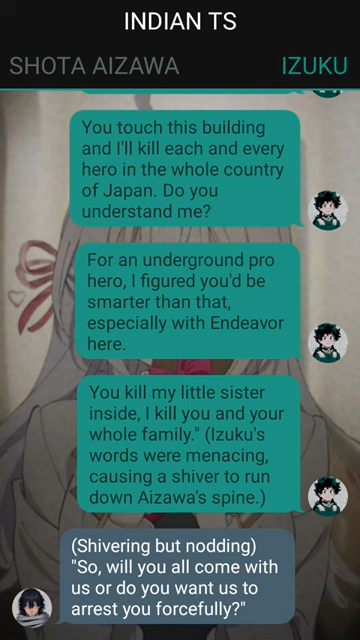 INDIAN TS
SHOTA AIZAWA
IZUKU
You touch this building
and I'll kill each and every
hero in the whole country
of Japan. Do you
understand me?
For an underground pro
hero, I figured you'd be
smarter than that,
especially with Endeavor
here.
You kill my little sister
inside, I kill you and your
whole family." (Izuku's
words were menacing,
causing a shiver to run
down Aizawa's spine.)
(Shivering but nodding)
"So, will you all come with
us or do you want us to
arrest you forcefully?"